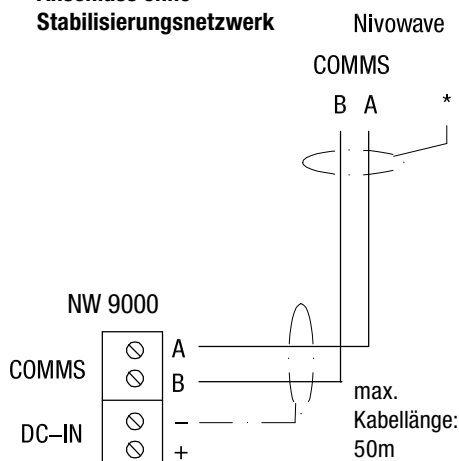 Stabilisierungsnetzwerk
Nivowave
COMMS
B A *
NW 9000
COMMS
A
B
DC–IN
–
+
max.
Kabellänge:
50m